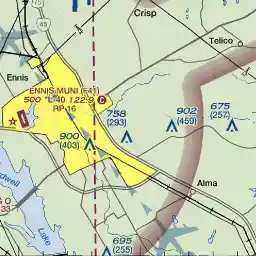 45
Crisp
Telico
Ennis
ENNIS MUNI (F41)
500 *L 40 122.9 C
RP 16
758
(293)
902
(459)
675
(257)
900
(403)
Alma
Lake
695
(255)